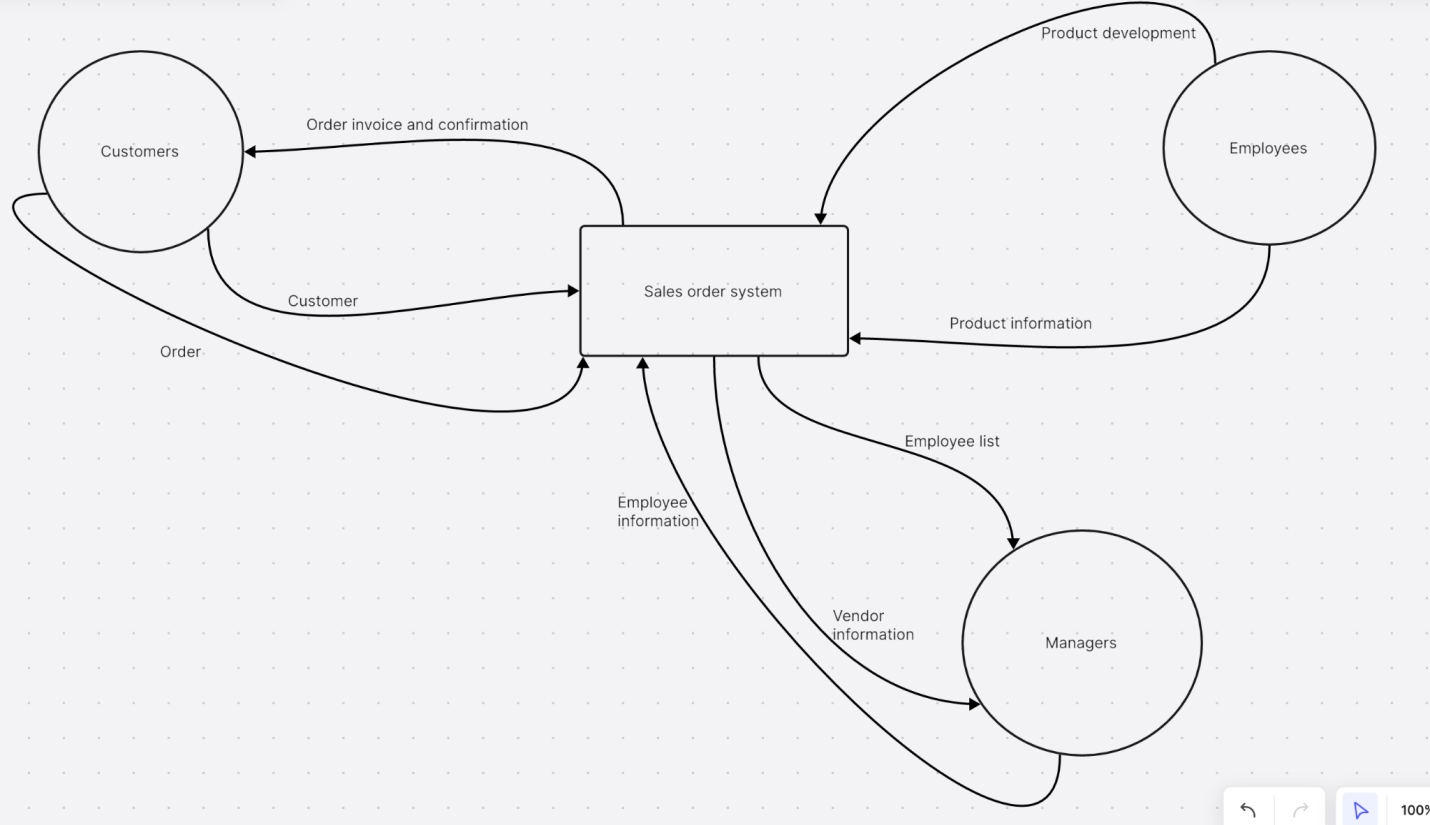 Product development
Order invoice and confirmation
Customers
Employees
Sales order system
Customer
Product information
Order
Employee list
Employee
information
Vendor
information
Managers